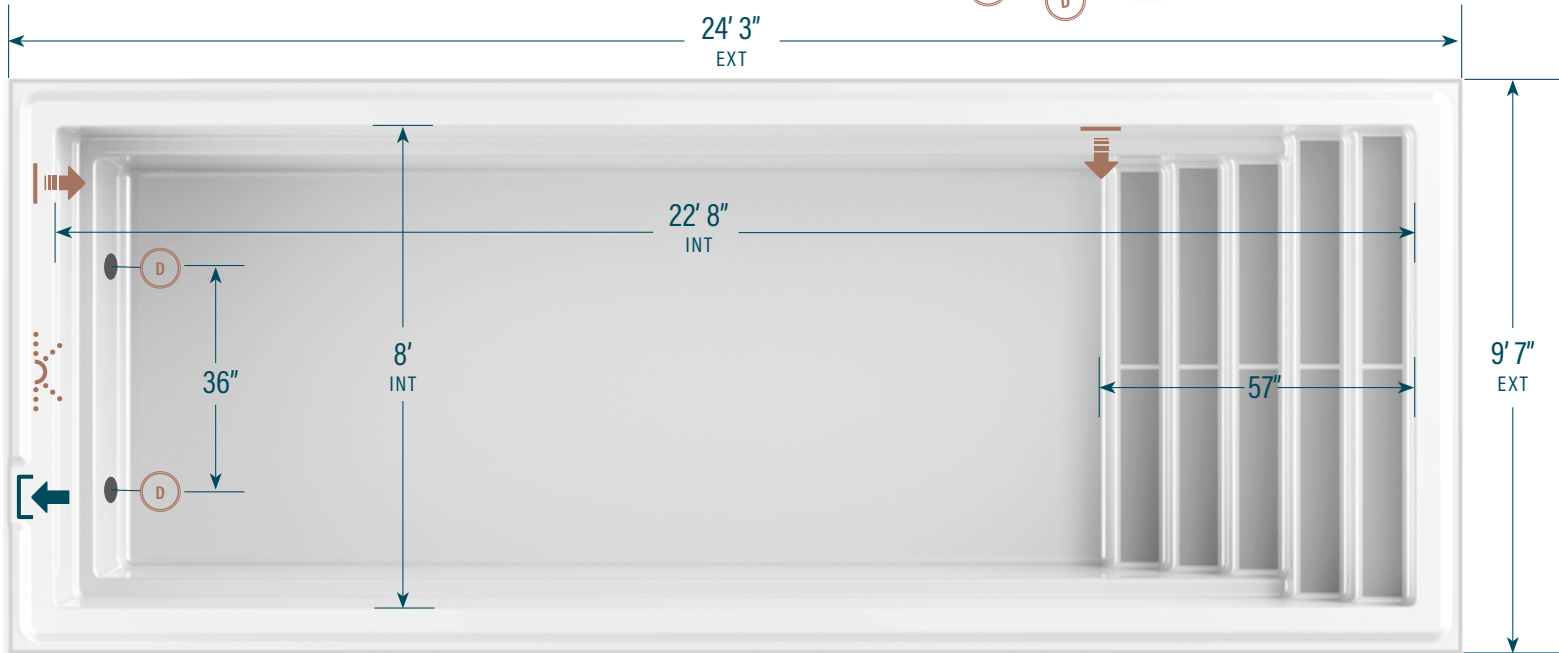 D
24′ 3″
EXT
22′ 8″
INT
D
36″
8′
INT
57″
9′ 7″
EXT
D